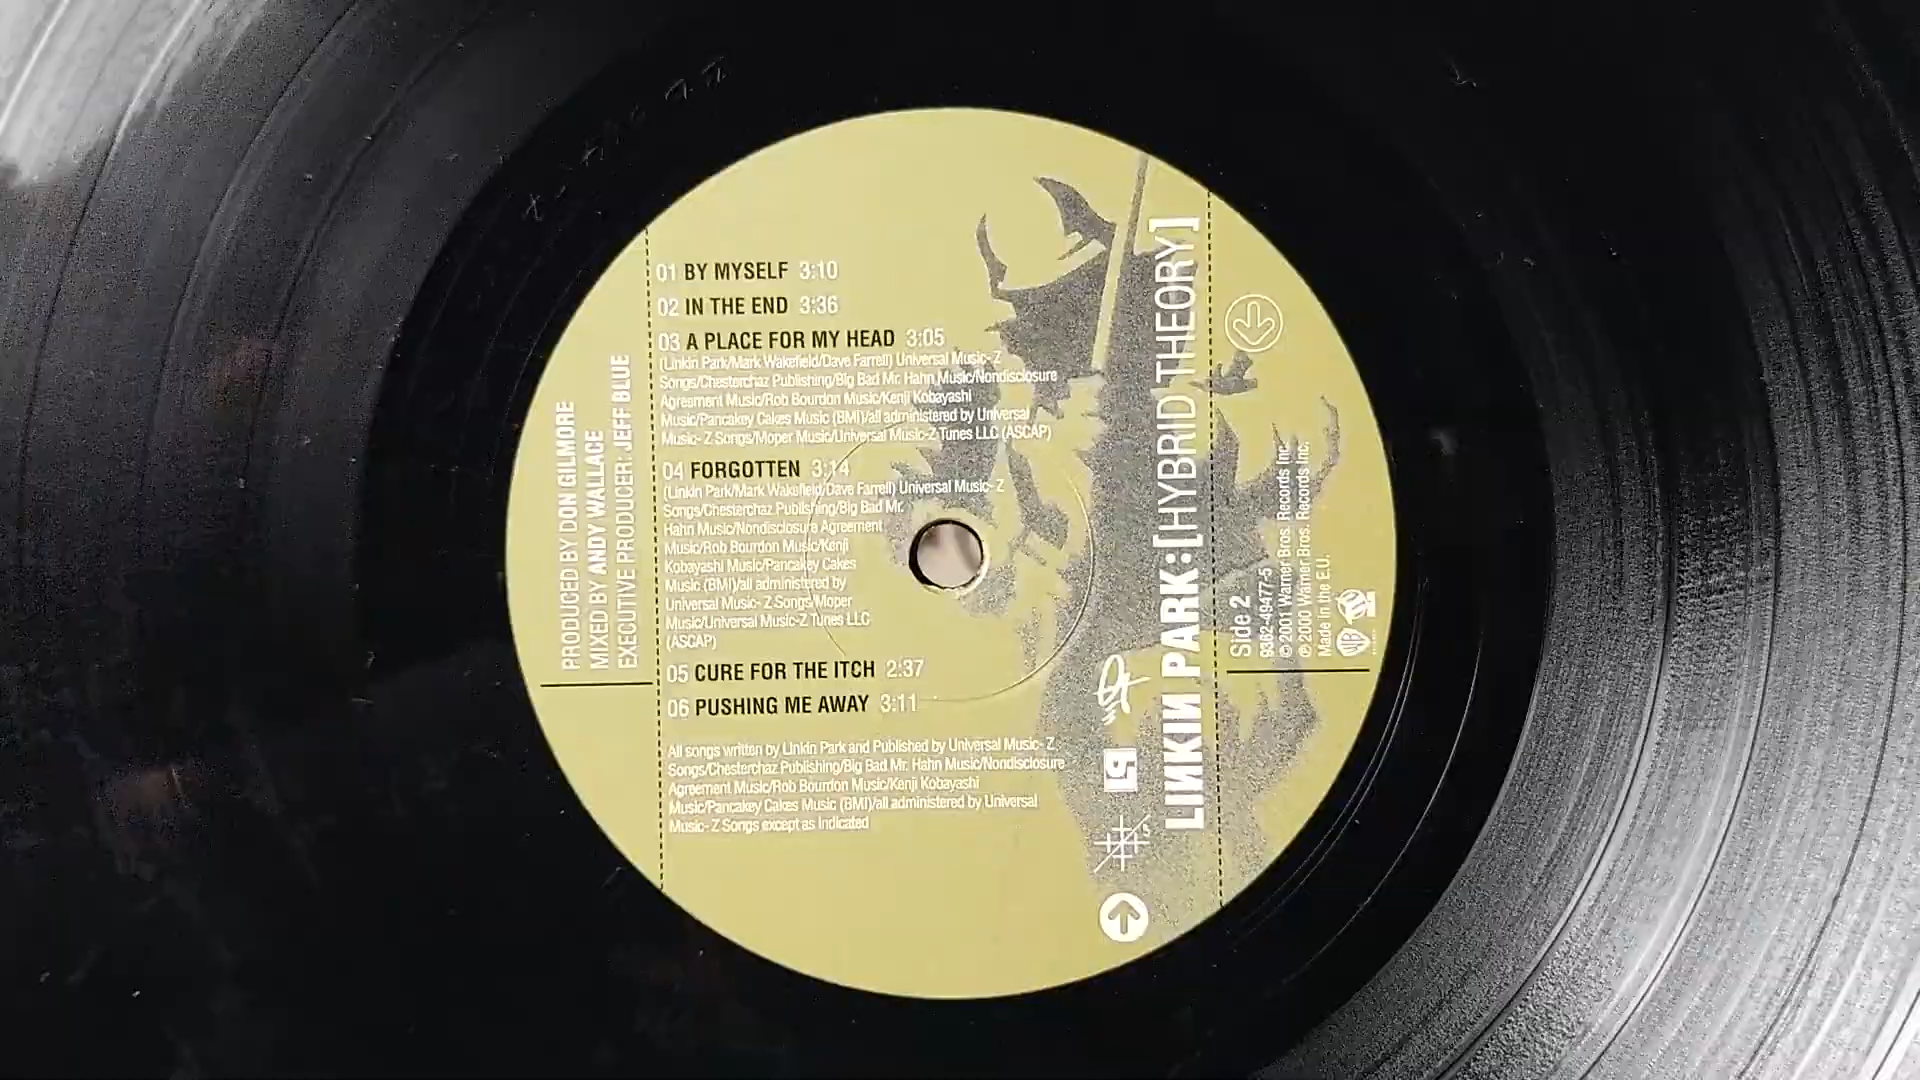 PRODUCED BY DON GILMORE
MIXED BY ANDY WALLACE
EXECUTIVE PRODUCER: JEFF BLUE
01 BY MYSELF 3:10
02 IN THE END 3:36
03 A PLACE FOR MY HEAD 3:05
(Linkin Park/Mark Wakefield/Dave Farrell) Universal Music- Z
Songs/Chesterchaz Publishing/Big Bad Mr. Hahn Music/Nondisclosure
Agreement Music/Rob Bourdon Music/Kenji Kobayashi
Music/Pancakey Cakes Music (BMI)/all administered by Universal
Music- Z Songs/Moper Music/Universal Music-Z Tunes LLC (ASCAP)
04 FORGOTTEN 3:14
(Linkin Park/Mark Wakefield/Dave Farrell) Universal Music- Z
Songs/Chesterchaz Publishing/Big Bad Mr.
Hahn Music/Nondisclosure Agreement
Music/Rob Bourdon Music/Kenji
Kobayashi Music/Pancakey Cakes
Music (BMI)/all administered by
Universal Music- Z Songs/Moper
Music/Universal Music-Z Tunes LLC
(ASCAP)
05 CURE FOR THE ITCH 2:37
06 PUSHING ME AWAY 3:11
All songs written by Linkin Park and Published by Universal Music- Z
Songs/Chesterchaz Publishing/Big Bad Mr. Hahn Music/Nondisclosure
Agreement Music/Rob Bourdon Music/Kenji Kobayashi
Music/Pancakey Cakes Music (BMI)/all administered by Universal
Music- Z Songs except as indicated
LINKIN PARK:[HYBRID THEORY]
Side 2
9362-49477-5
© 2001 Warner Bros. Records Inc.
℗ 2000 Warner Bros. Records Inc.
Made in the E.U.